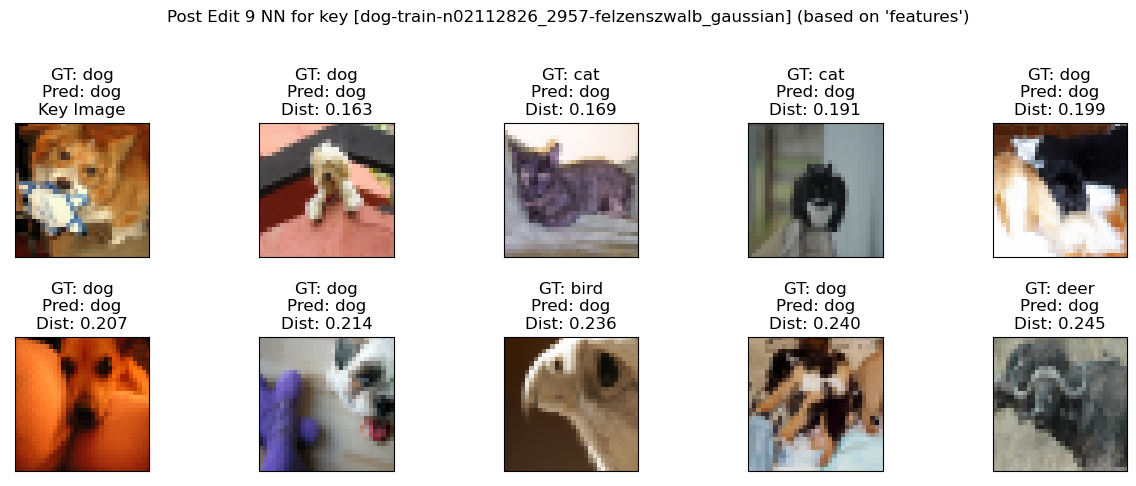 Post Edit 9 NN for key [dog-train-n02112826_2957-felzenszwalb_gaussian] (based on 'features')
GT: dog
Pred: dog
Key Image
GT: dog
Pred: dog
Dist: 0.163
GT: cat
Pred: dog
Dist: 0.169
GT: cat
Pred: dog
Dist: 0.191
GT: dog
Pred: dog
Dist: 0.199
GT: dog
Pred: dog
Dist: 0.207
GT: dog
Pred: dog
Dist: 0.214
GT: bird
Pred: dog
Dist: 0.236
GT: dog
Pred: dog
Dist: 0.240
GT: deer
Pred: dog
Dist: 0.245